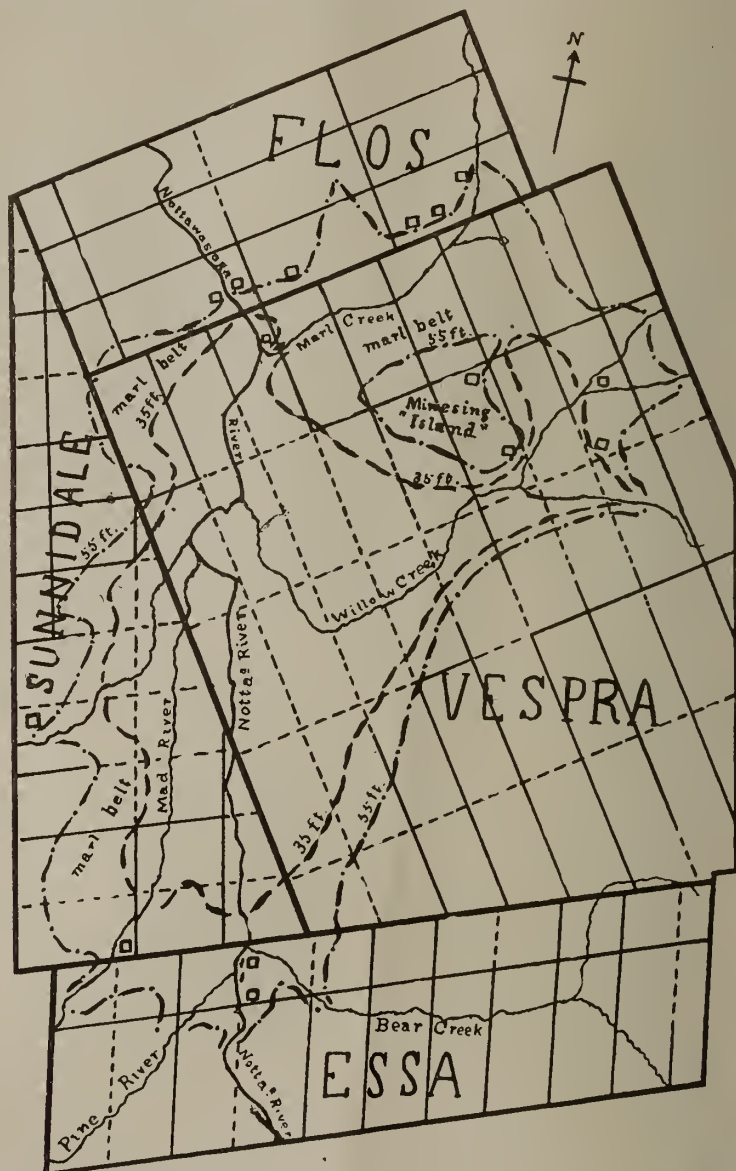 N
FLOS
Nottawasaga
River
Marl Creek
marl belt
55 ft.
marl belt
35 ft.
Minesing
"Island"
35 ft.
SUNNIDALE
55 ft.
Willow Creek
Nottaª River
VESPRA
Mad River
marl belt
35 ft.
55 ft.
Bear Creek
ESSA
Pine River
Nottaª River